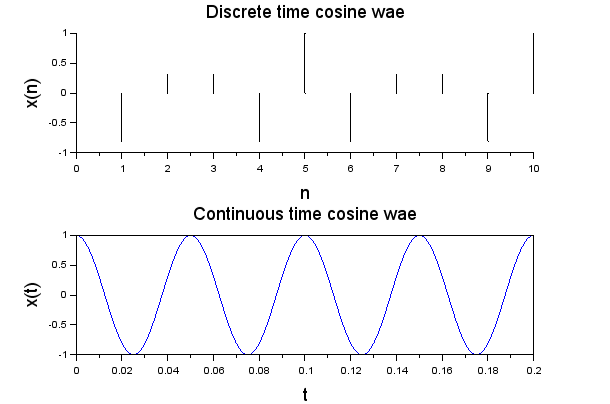 Discrete time cosine wae
1
0.5
0
-0.5
-1
x(n)
0 1 2 3 4 5 6 7 8 9 10
n
Continuous time cosine wae
1
0.5
0
-0.5
-1
x(t)
0 0.02 0.04 0.06 0.08 0.1 0.12 0.14 0.16 0.18 0.2
t